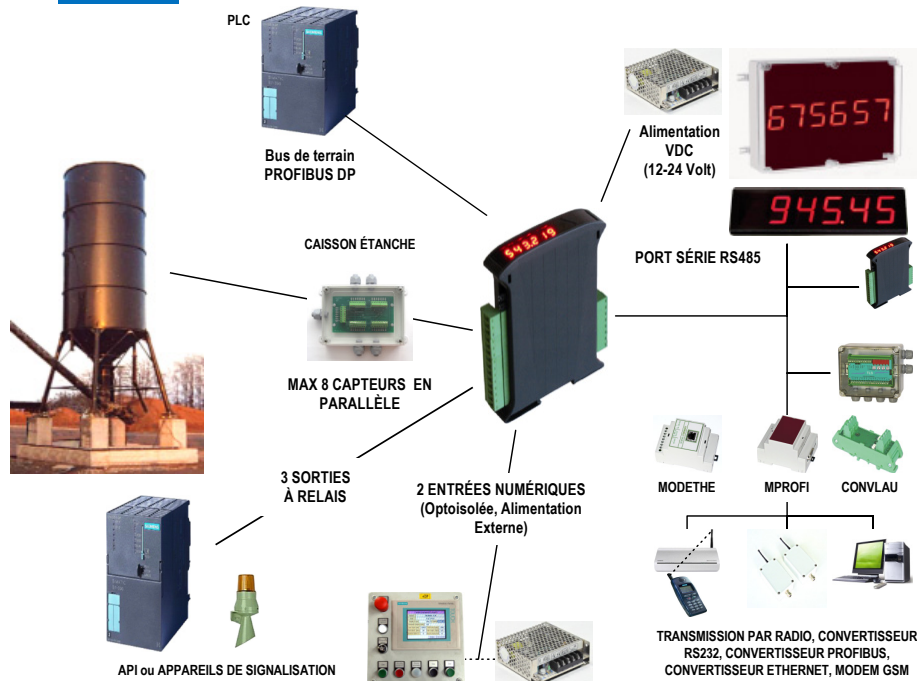 PLC
Bus de terrain
PROFIBUS DP
Alimentation
VDC
(12-24 Volt)
675657
945.45
CAISSON ÉTANCHE
543.219
PORT SÉRIE RS485
MAX 8 CAPTEURS EN
PARALLÈLE
3 SORTIES
À RELAIS
2 ENTRÉES NUMÉRIQUES
(Optoisolée, Alimentation
Externe)
MODETHE
MPROFI
CONVLAU
API ou APPAREILS DE SIGNALISATION
TRANSMISSION PAR RADIO, CONVERTISSEUR
RS232, CONVERTISSEUR PROFIBUS,
CONVERTISSEUR ETHERNET, MODEM GSM